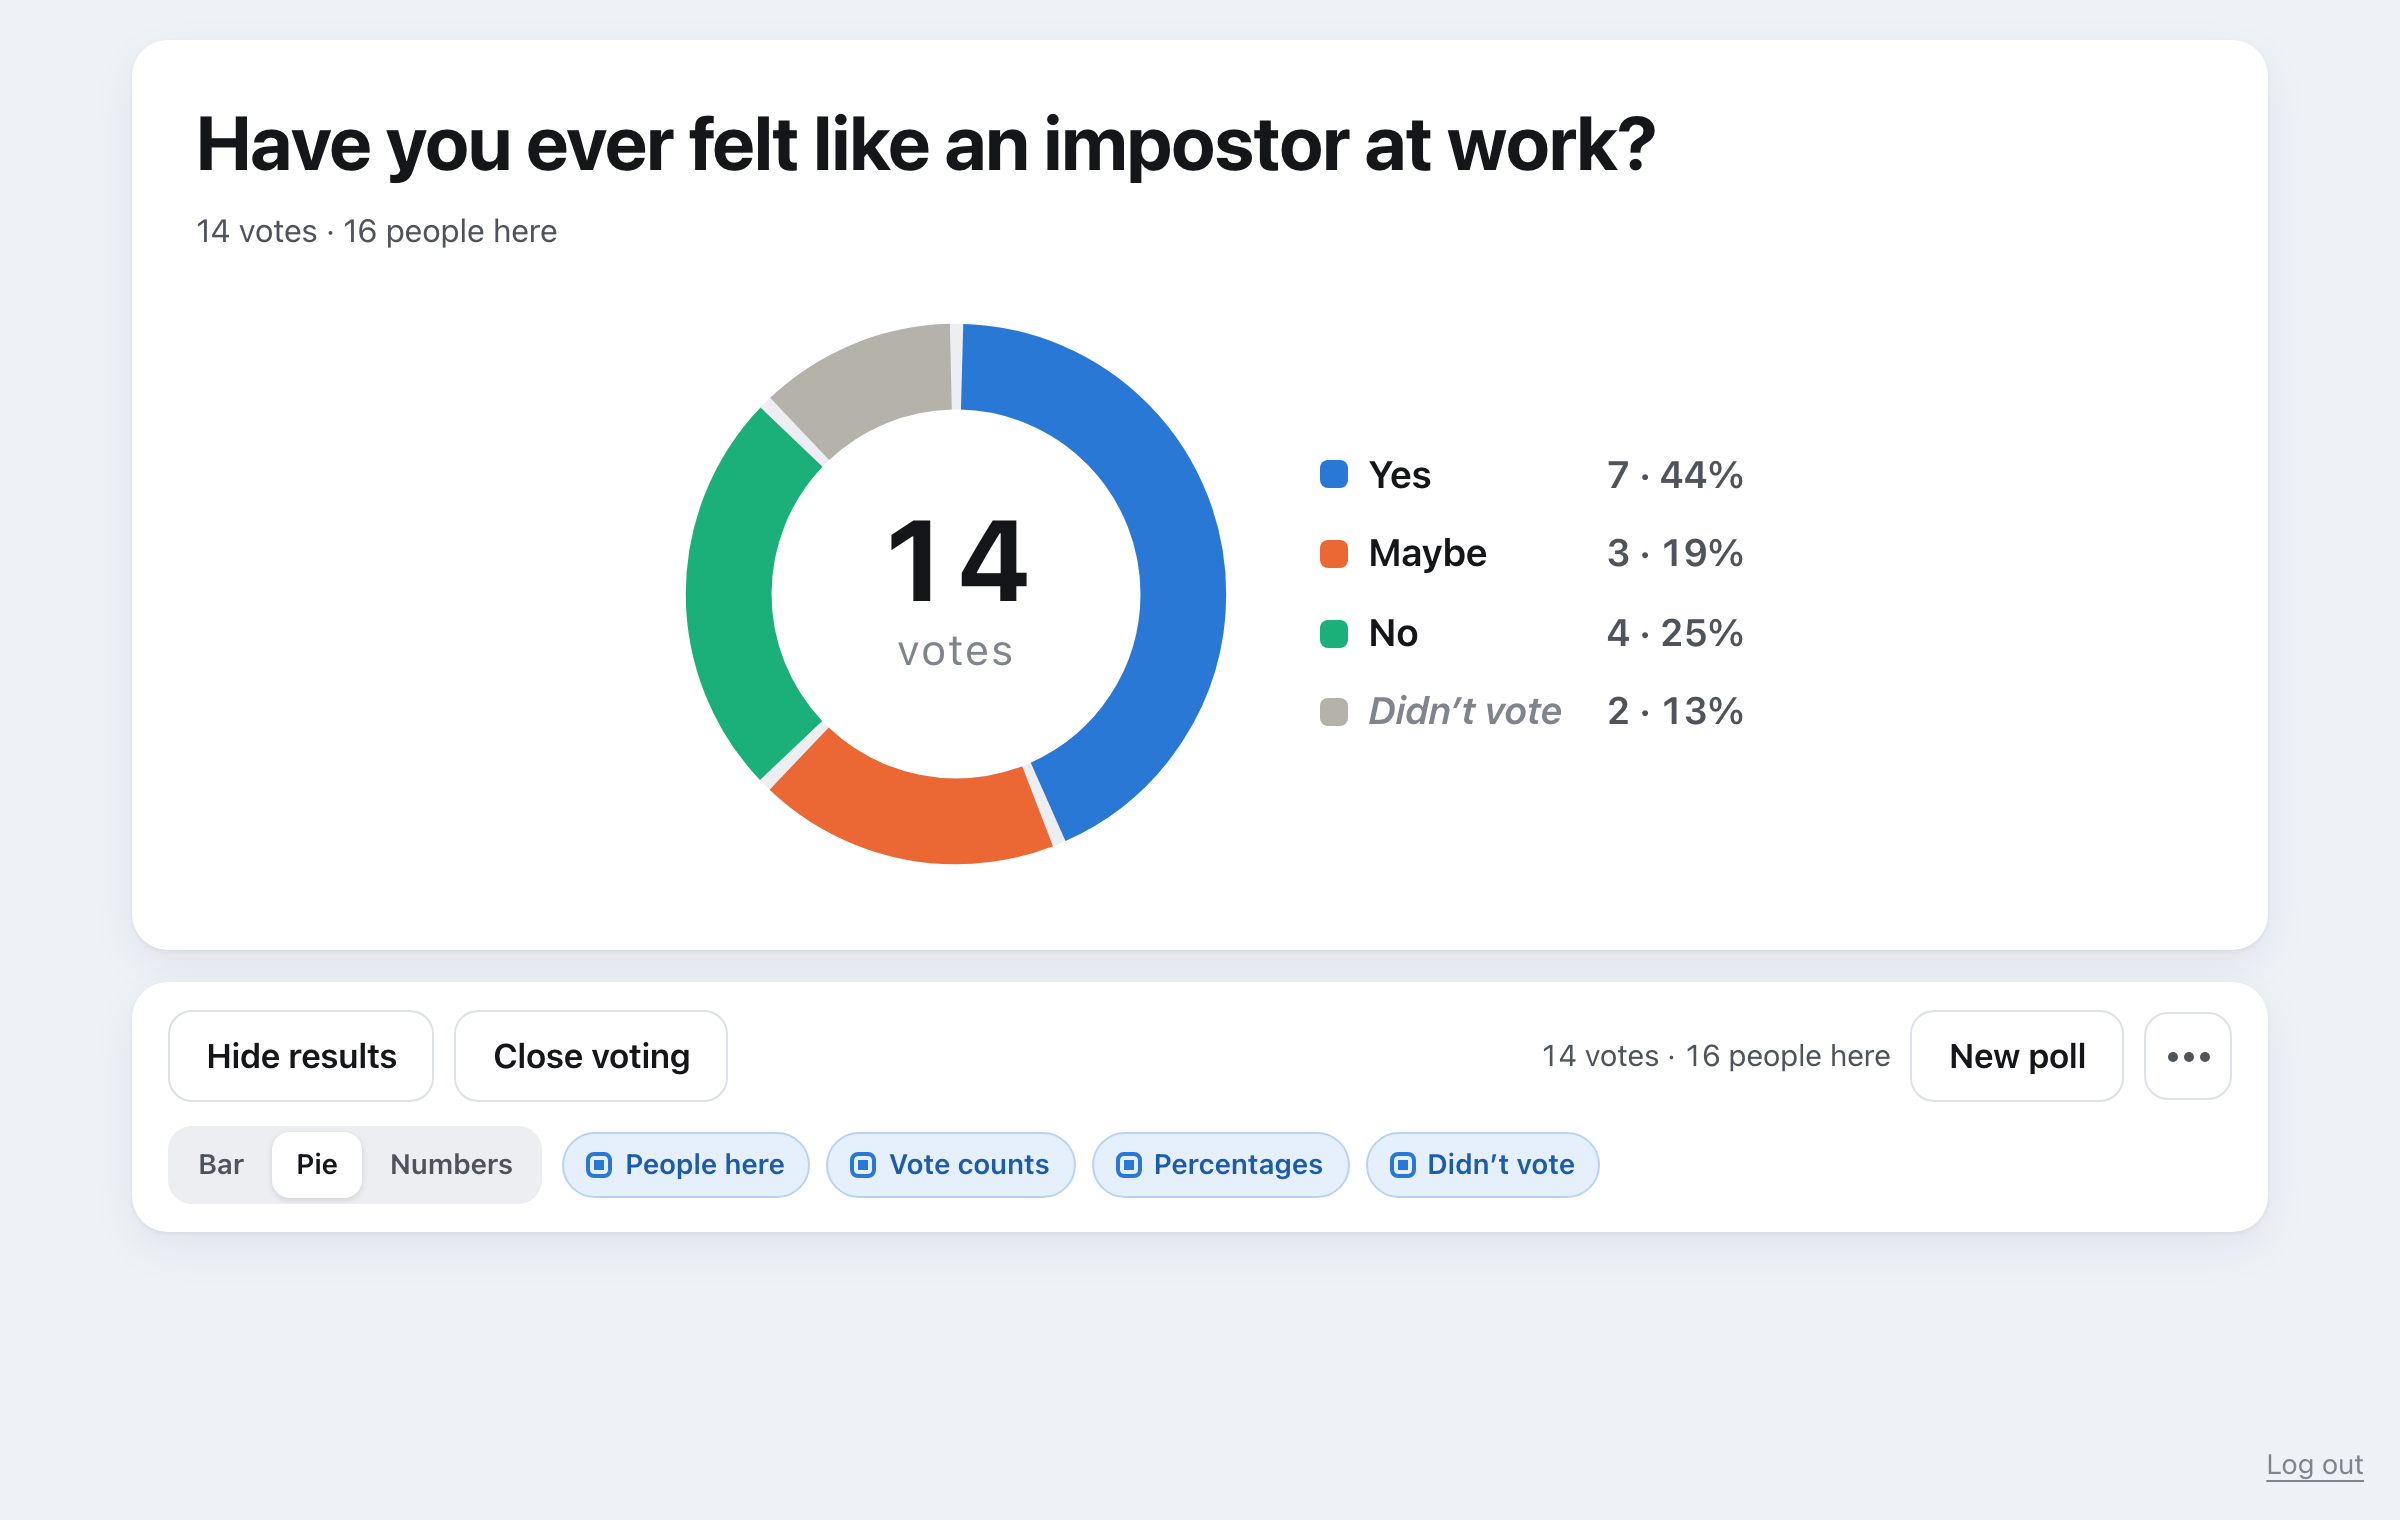 Have you ever felt like an impostor at work?
14 votes · 16 people here
14
votes
Yes 7 · 44%
Maybe 3 · 19%
No 4 · 25%
Didn’t vote 2 · 13%
Hide results Close voting 14 votes · 16 people here New poll
Bar Pie Numbers People here Vote counts Percentages Didn’t vote
Log out